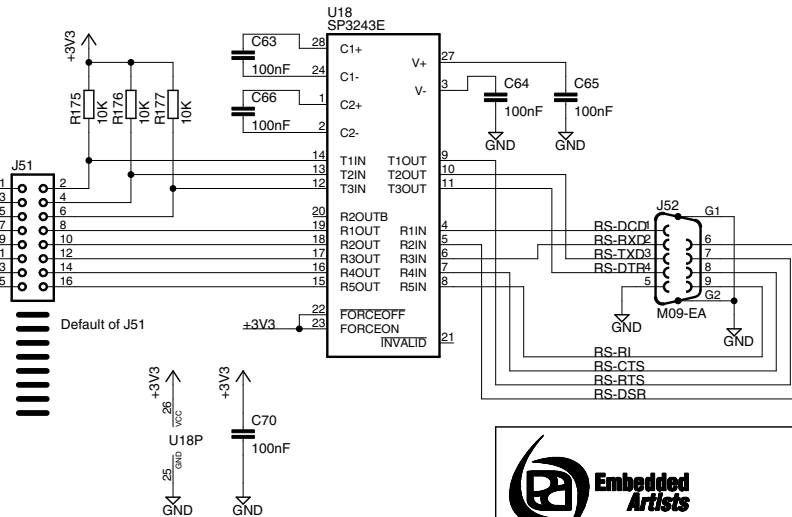 U18
SP3243E
+3V3
C63
100nF
C66
100nF
R175
10K
R176
10K
R177
10K
28
C1+
24
C1-
1
C2+
2
C2-
V+
27
V-
3
C64
100nF
C65
100nF
GND
GND
14
T1IN
T1OUT
9
13
T2IN
T2OUT
10
12
T3IN
T3OUT
11
20
R2OUTB
19
R1OUT
R1IN
4
18
R2OUT
R2IN
5
17
R3OUT
R3IN
6
16
R4OUT
R4IN
7
15
R5OUT
R5IN
8
22
FORCEOFF
+3V3
23
FORCEON
INVALID
21
J51
1
2
3
4
5
6
7
8
9
10
1
12
3
14
5
16
Default of J51
J52
G1
RS-DCD
1
RS-RXD
2
6
RS-TXD
3
7
RS-DTR
4
8
5
9
G2
M09-EA
GND
GND
RS-RI
RS-CTS
RS-RTS
RS-DSR
+3V3
26
VCC
U18P
25
GND
GND
+3V3
C70
100nF
GND
Embedded
Artists